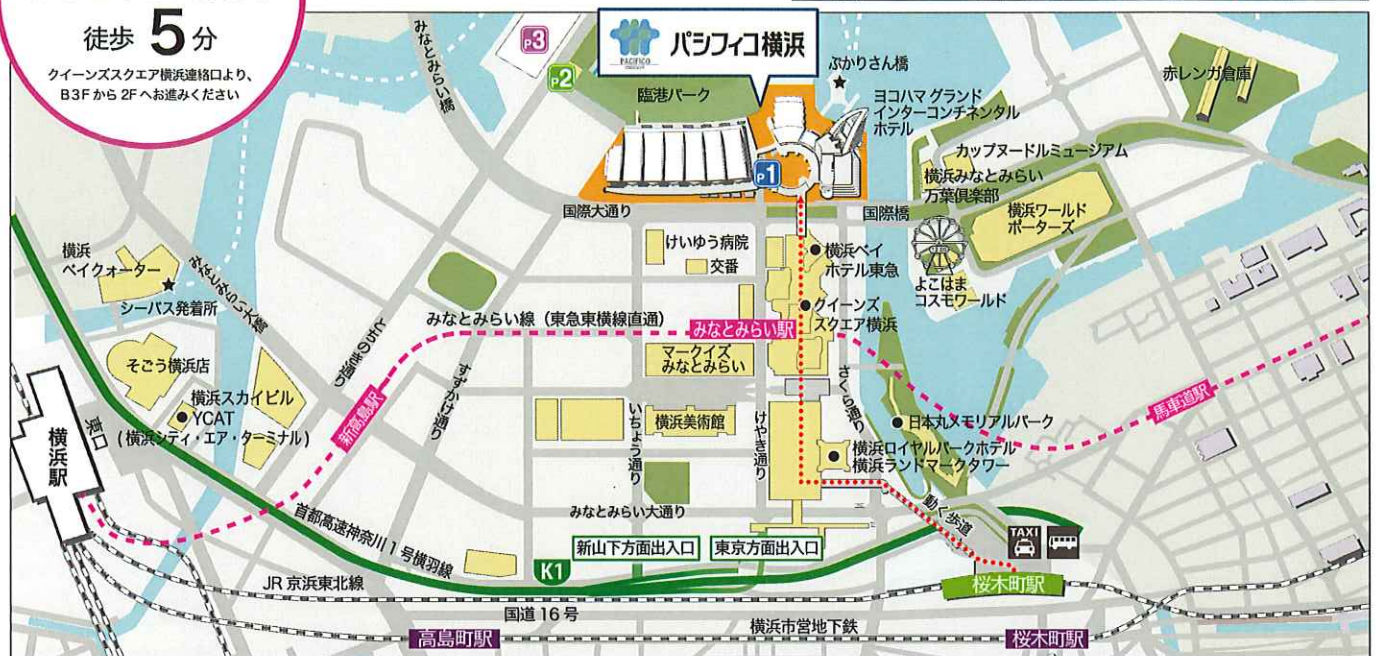 徒歩 5 分
クイーンズスクエア横浜連絡口より、
B3Fから2Fへお進みください
みなとみらい橋
P3
P2
臨港パーク
PACIFICO
パシフィコ横浜
ぷかりさん橋
赤レンガ倉庫
ヨコハマ グランド
インターコンチネンタル
ホテル
カップヌードルミュージアム
横浜みなとみらい
万葉倶楽部
P1
国際大通り
国際橋
横浜ワールド
ポーターズ
けいゆう病院
交番
横浜ベイ
ホテル東急
よこはま
コスモワールド
横浜
ベイクォーター
シーバス発着所
みなとみらい大橋
とちのき通り
みなとみらい線（東急東横線直通）
みなとみらい駅
クイーンズ
スクエア横浜
マークイズ
みなとみらい
そごう横浜店
横浜スカイビル
YCAT
(横浜シティ・エア・ターミナル)
新高島駅
すずかけ通り
いちょう通り
横浜美術館
けやき通り
さくら通り
日本丸メモリアルパーク
馬車道駅
横浜ロイヤルパークホテル
横浜ランドマークタワー
横浜駅
東口
みなとみらい大通り
動く歩道
TAXI
首都高速神奈川1号横羽線
新山下方面出入口
東京方面出入口
K1
JR 京浜東北線
桜木町駅
国道16号
高島町駅
横浜市営地下鉄
桜木町駅